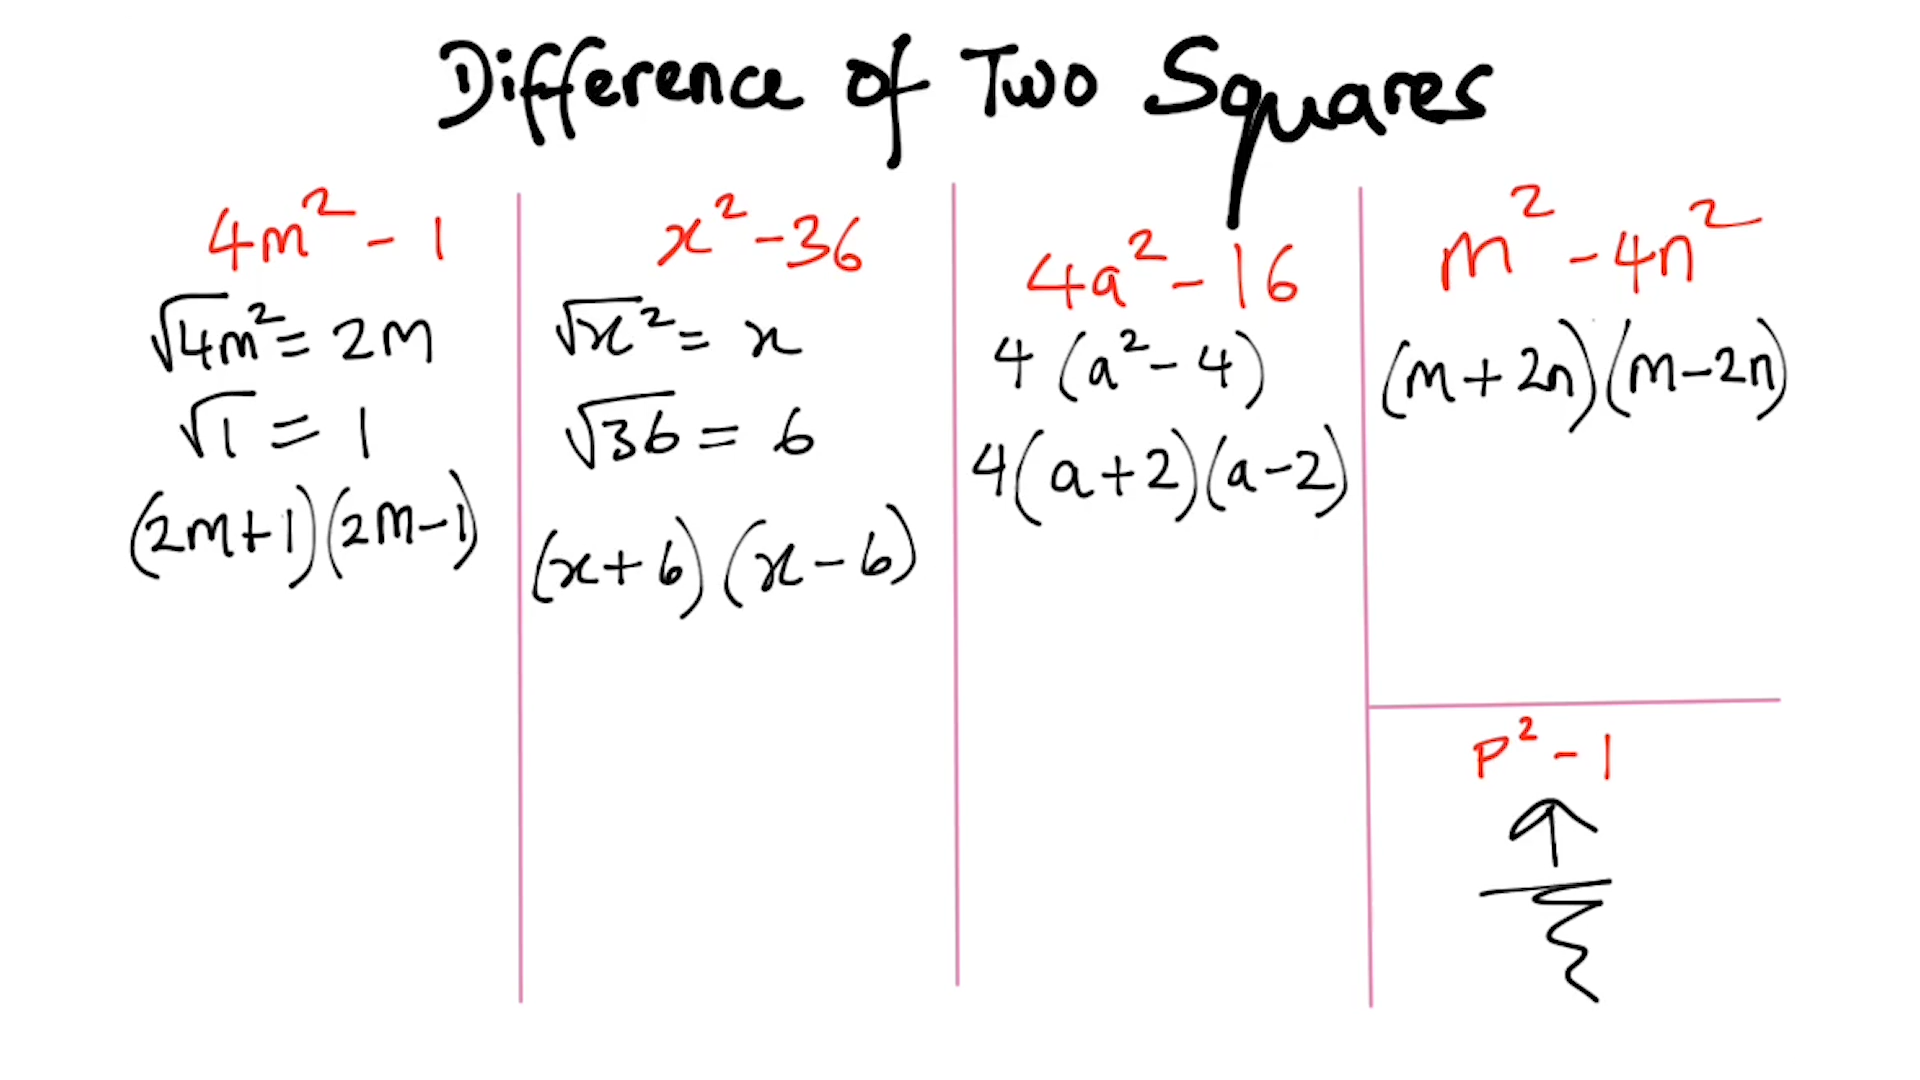 Difference of Two Squares
4m² - 1
√4m² = 2m
√1 = 1
(2m+1)(2m-1)
x² - 36
√x² = x
√36 = 6
(x+6)(x-6)
4a² - 16
4(a² - 4)
4(a+2)(a-2)
m² - 4n²
(m+2n)(m-2n)
P² - 1